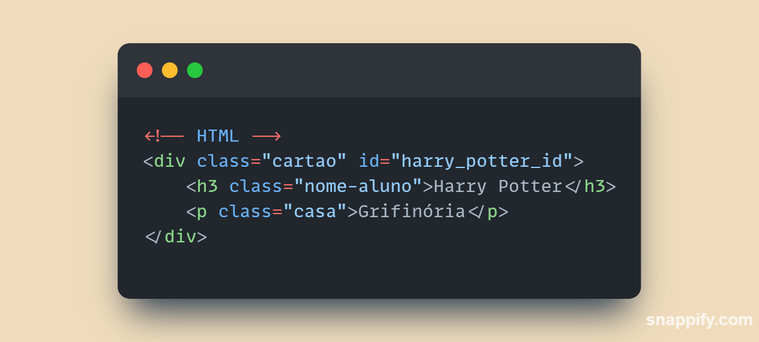 <!-- HTML -->
<div class="cartao" id="harry_potter_id">
    <h3 class="nome-aluno">Harry Potter</h3>
    <p class="casa">Grifinória</p>
</div>
snappify.com